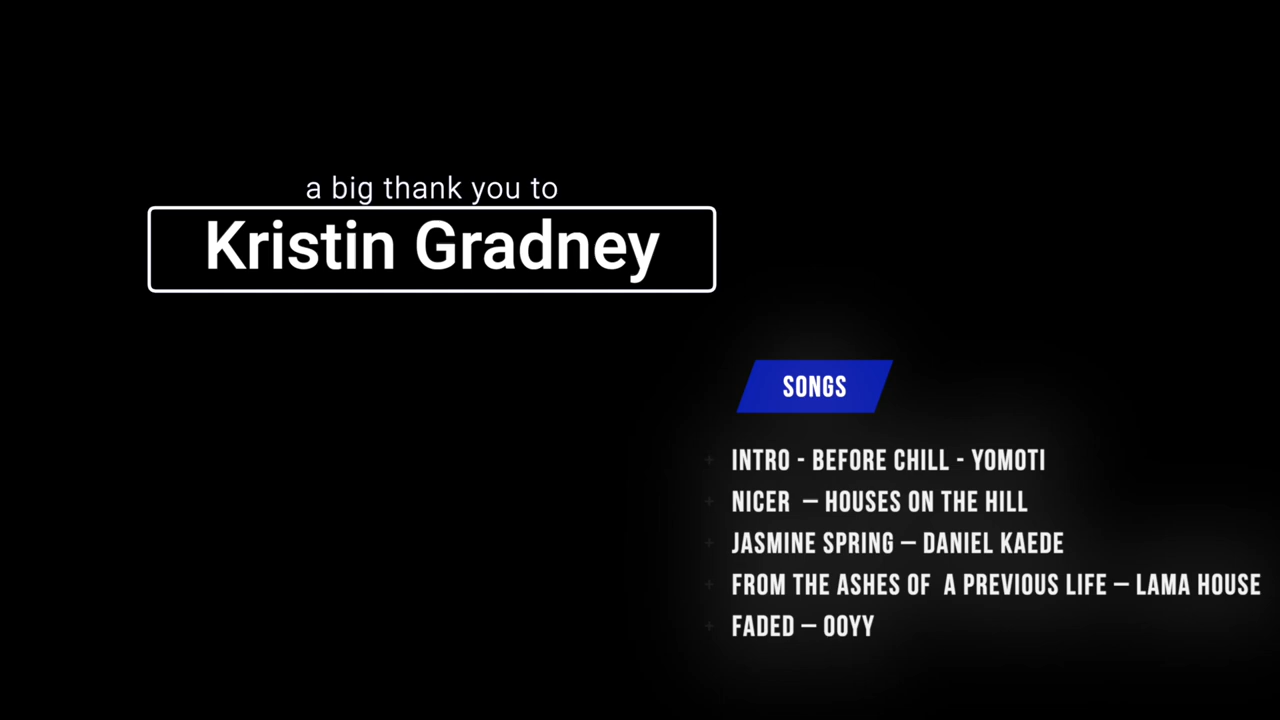 a big thank you to
Kristin Gradney
SONGS
INTRO - BEFORE CHILL - YOMOTI
NICER – HOUSES ON THE HILL
JASMINE SPRING – DANIEL KAEDE
FROM THE ASHES OF A PREVIOUS LIFE – LAMA HOUSE
FADED – OOYY